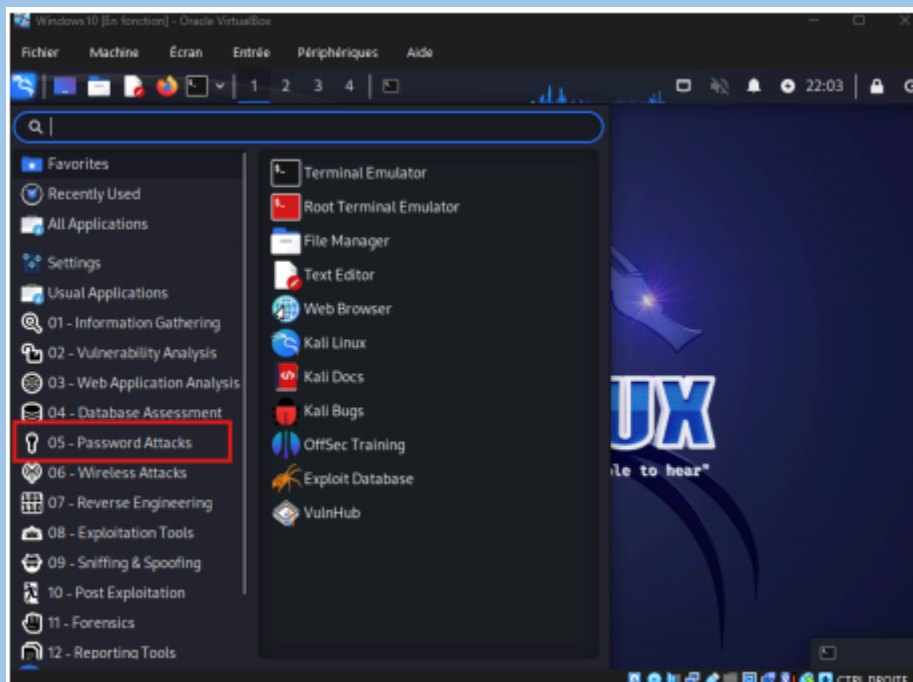 Windows10 [En fonction] - Oracle VirtualBox
Fichier Machine Écran Entrée Périphériques Aide
1 2 3 4 22:03
Favorites
Recently Used
All Applications
Settings
Usual Applications
01 - Information Gathering
02 - Vulnerability Analysis
03 - Web Application Analysis
04 - Database Assessment
05 - Password Attacks
06 - Wireless Attacks
07 - Reverse Engineering
08 - Exploitation Tools
09 - Sniffing & Spoofing
10 - Post Exploitation
11 - Forensics
12 - Reporting Tools
Terminal Emulator
Root Terminal Emulator
File Manager
Text Editor
Web Browser
Kali Linux
Kali Docs
Kali Bugs
OffSec Training
Exploit Database
VulnHub
UX
le to hear"
CTRL DROITE